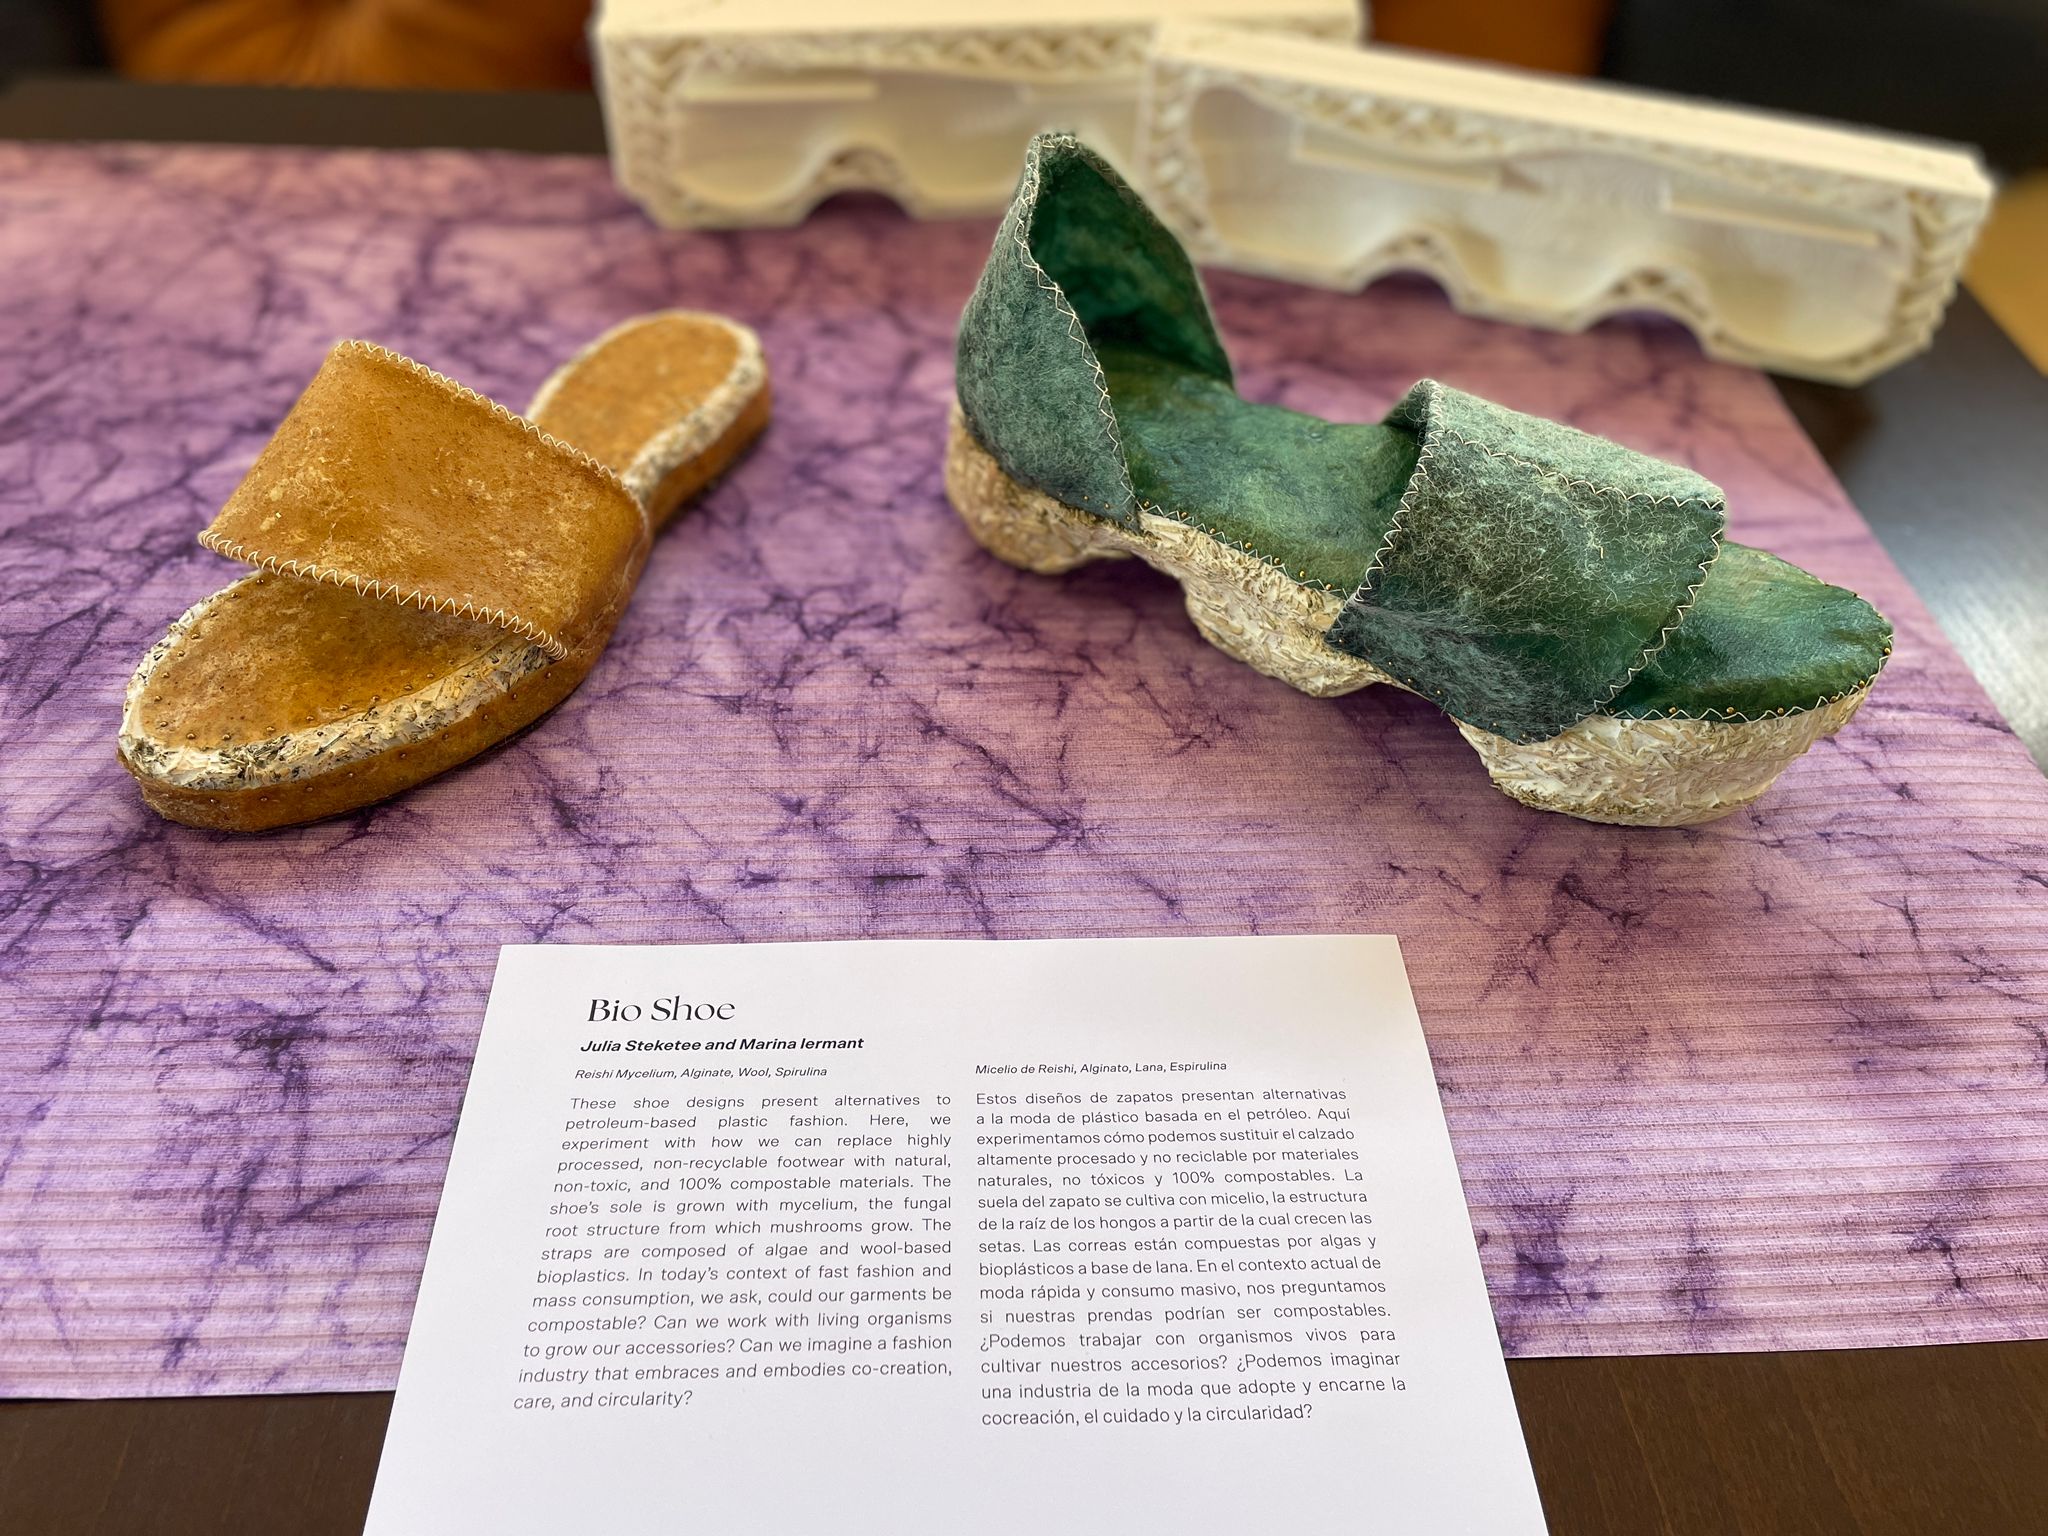 Bio Shoe
Julia Steketee and Marina Iermant
Reishi Mycelium, Alginate, Wool, Spirulina
These shoe designs present alternatives to
petroleum-based plastic fashion. Here, we
experiment with how we can replace highly
processed, non-recyclable footwear with natural,
non-toxic, and 100% compostable materials. The
shoe's sole is grown with mycelium, the fungal
root structure from which mushrooms grow. The
straps are composed of algae and wool-based
bioplastics. In today's context of fast fashion and
mass consumption, we ask, could our garments be
compostable? Can we work with living organisms
to grow our accessories? Can we imagine a fashion
industry that embraces and embodies co-creation,
care, and circularity?
Micelio de Reishi, Alginato, Lana, Espirulina
Estos diseños de zapatos presentan alternativas
a la moda de plástico basada en el petróleo. Aquí
experimentamos cómo podemos sustituir el calzado
altamente procesado y no reciclable por materiales
naturales, no tóxicos y 100% compostables. La
suela del zapato se cultiva con micelio, la estructura
de la raíz de los hongos a partir de la cual crecen las
setas. Las correas están compuestas por algas y
bioplásticos a base de lana. En el contexto actual de
moda rápida y consumo masivo, nos preguntamos
si nuestras prendas podrían ser compostables.
¿Podemos trabajar con organismos vivos para
cultivar nuestros accesorios? ¿Podemos imaginar
una industria de la moda que adopte y encarne la
cocreación, el cuidado y la circularidad?